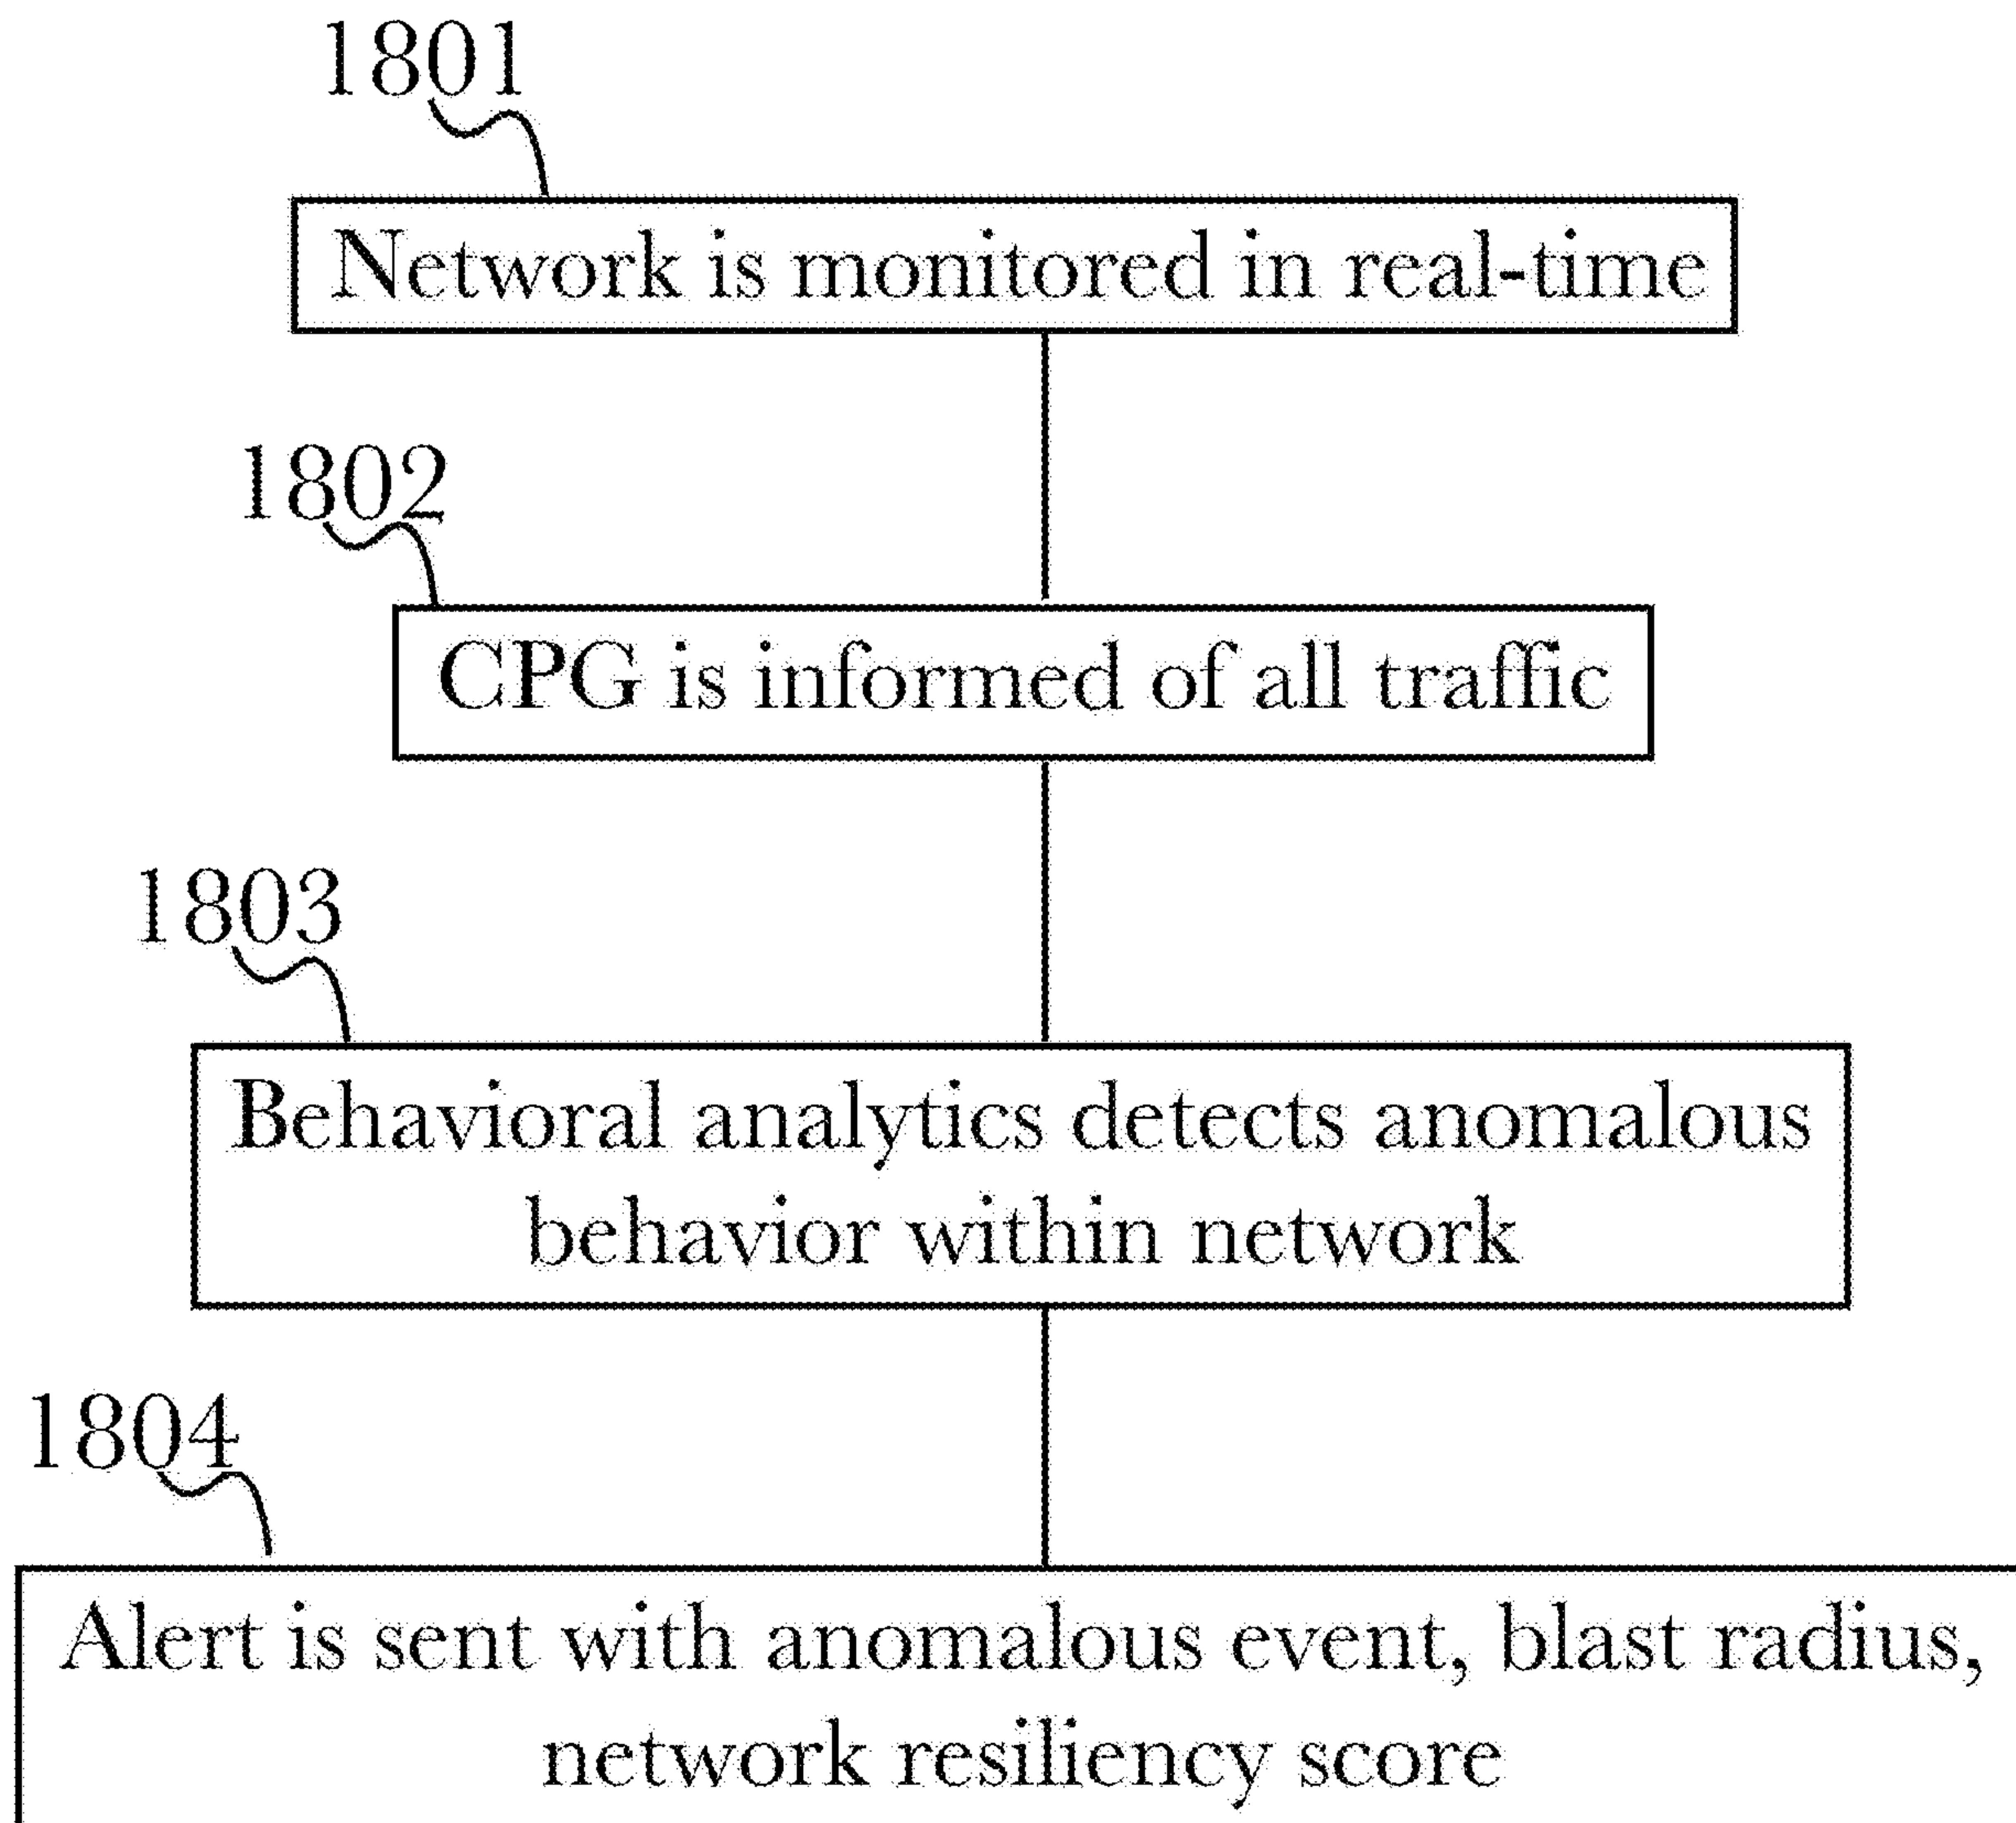 1801
Network is monitored in real-time
1802
CPG is informed of all traffic
1803
Behavioral analytics detects anomalous
behavior within network
1804
Alert is sent with anomalous event, blast radius,
network resiliency score